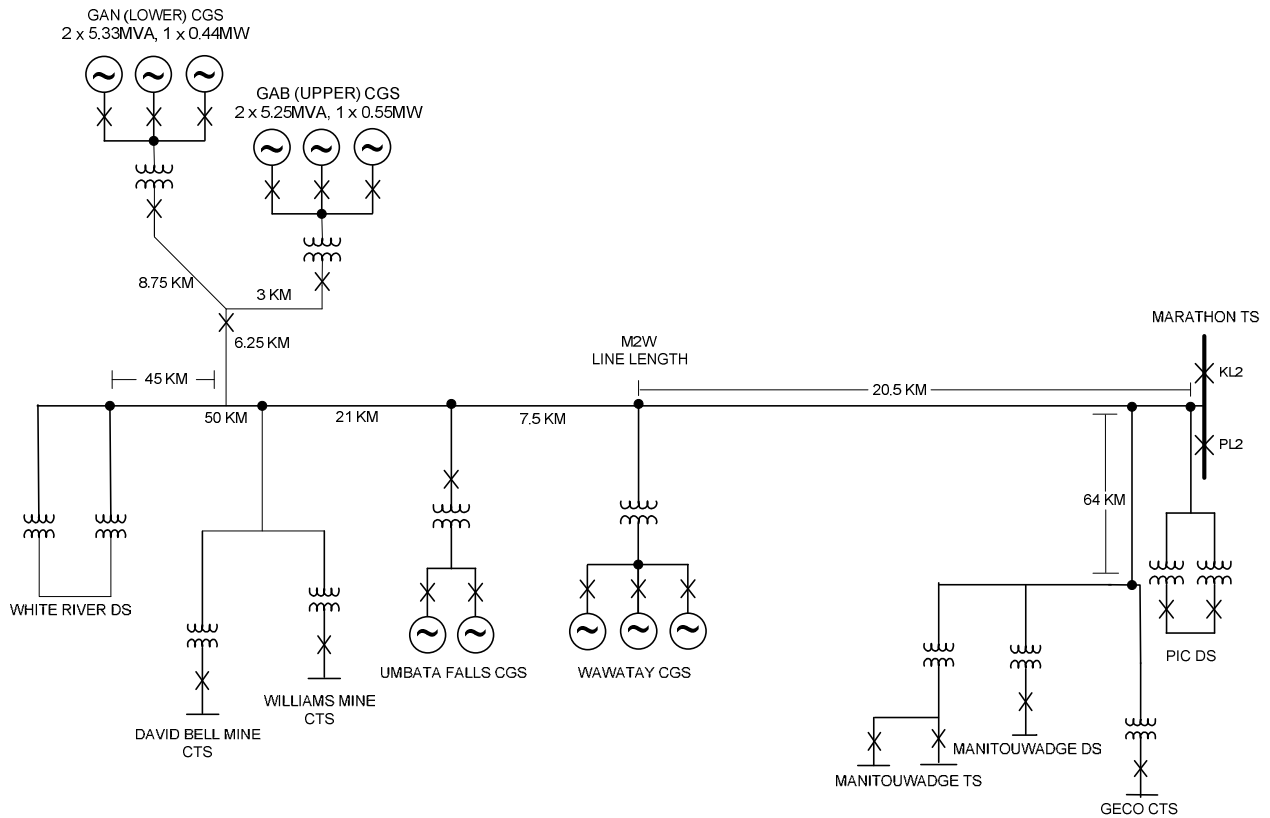 GAN (LOWER) CGS
2 x 5.33MVA, 1 x 0.44MW
GAB (UPPER) CGS
2 x 5.25MVA, 1 x 0.55MW
8.75 KM
3 KM
6.25 KM
MARATHON TS
M2W
LINE LENGTH
KL2
45 KM
20.5 KM
50 KM
21 KM
7.5 KM
PL2
64 KM
WHITE RIVER DS
UMBATA FALLS CGS
WAWATAY CGS
PIC DS
WILLIAMS MINE
CTS
DAVID BELL MINE
CTS
MANITOUWADGE DS
MANITOUWADGE TS
GECO CTS